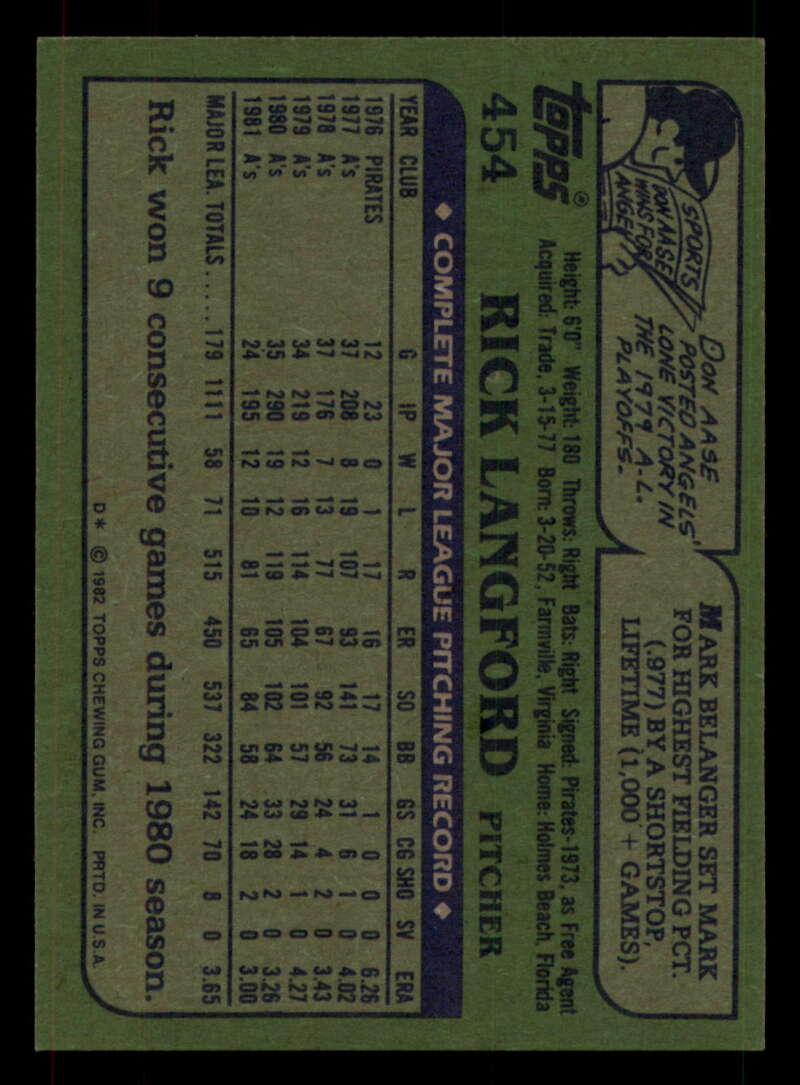 SPORTS
DON AASE
WINS FOR
ANGELS
DON AASE
POSTED ANGELS'
LONE VICTORY IN
THE 1979 A.L.
PLAYOFFS.
MARK BELANGER SET MARK
FOR HIGHEST FIELDING PCT.
(.977) BY A SHORTSTOP,
LIFETIME (1,000 + GAMES).
Topps®
454 RICK LANGFORD PITCHER
Height: 6'0" Weight: 180 Throws: Right Bats: Right Signed: Pirates-1973, as Free Agent
Acquired: Trade, 3-15-77 Born: 3-20-52, Farmville, Virginia Home: Holmes Beach, Florida
◆ COMPLETE MAJOR LEAGUE PITCHING RECORD ◆
YEAR CLUB G IP W L R ER SO BB GS CG SHO SV ERA
1976 PIRATES 12 23 0 1 17 16 17 14 1 0 0 0 6.26
1977 A's 37 208 8 19 107 93 141 73 31 6 1 0 4.02
1978 A's 37 176 7 13 77 67 92 56 24 4 2 0 3.43
1979 A's 34 219 12 16 114 104 101 57 29 14 1 0 4.27
1980 A's 35 290 19 12 119 105 102 64 33 28 2 0 3.26
1981 A's 24 195 12 10 81 65 84 58 24 18 2 0 3.00
MAJOR LEA. TOTALS ..... 179 1111 58 71 515 450 537 322 142 70 8 0 3.65
Rick won 9 consecutive games during 1980 season.
D* © 1982 TOPPS CHEWING GUM, INC. PRTD. IN U.S.A.